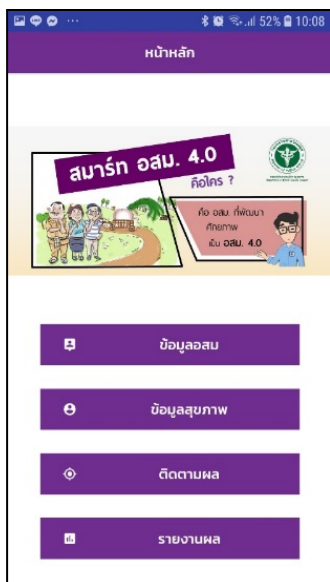 52% 10:08
หน้าหลัก
สมาร์ท อสม. 4.0
คือใคร ?
คือ อสม. ที่พัฒนา
ศักยภาพ
เป็น อสม. 4.0
ข้อมูลอสม
ข้อมูลสุขภาพ
ติดตามผล
รายงานผล